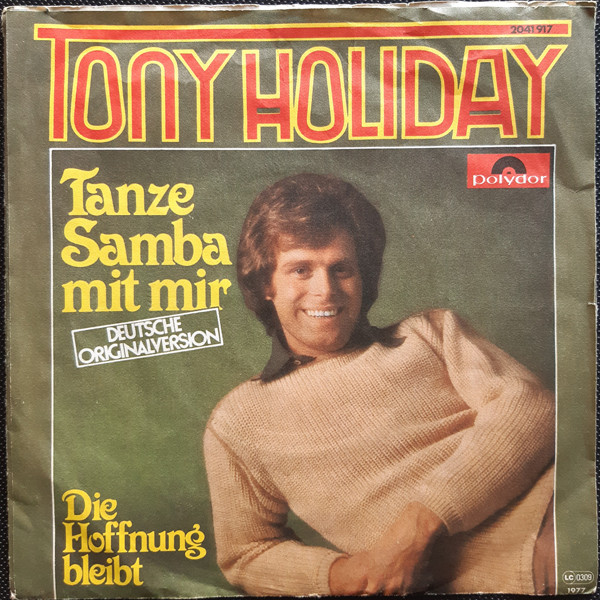 2041 917
TONY HOLIDAY
polydor
Tanze
Samba
mit mir
DEUTSCHE
ORIGINALVERSION
Die
Hoffnung
bleibt
LC 0309
1977